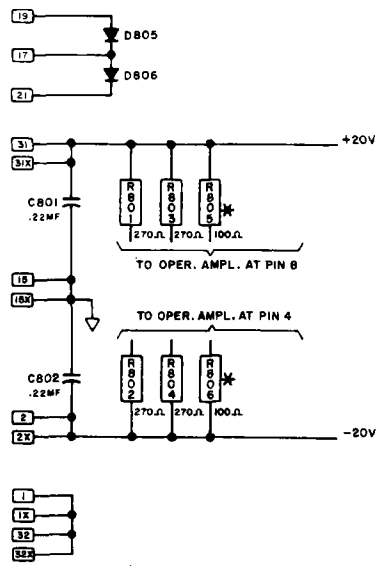 19
D805
17
D806
21
31
+20V
31X
C801
.22MF
R801
R803
R805
*
270Ω
270Ω
100Ω
TO OPER. AMPL. AT PIN 8
15
15X
TO OPER. AMPL. AT PIN 4
C802
.22MF
R802
R804
R806
*
270Ω
270Ω
100Ω
2
2X
-20V
1
1X
32
32X